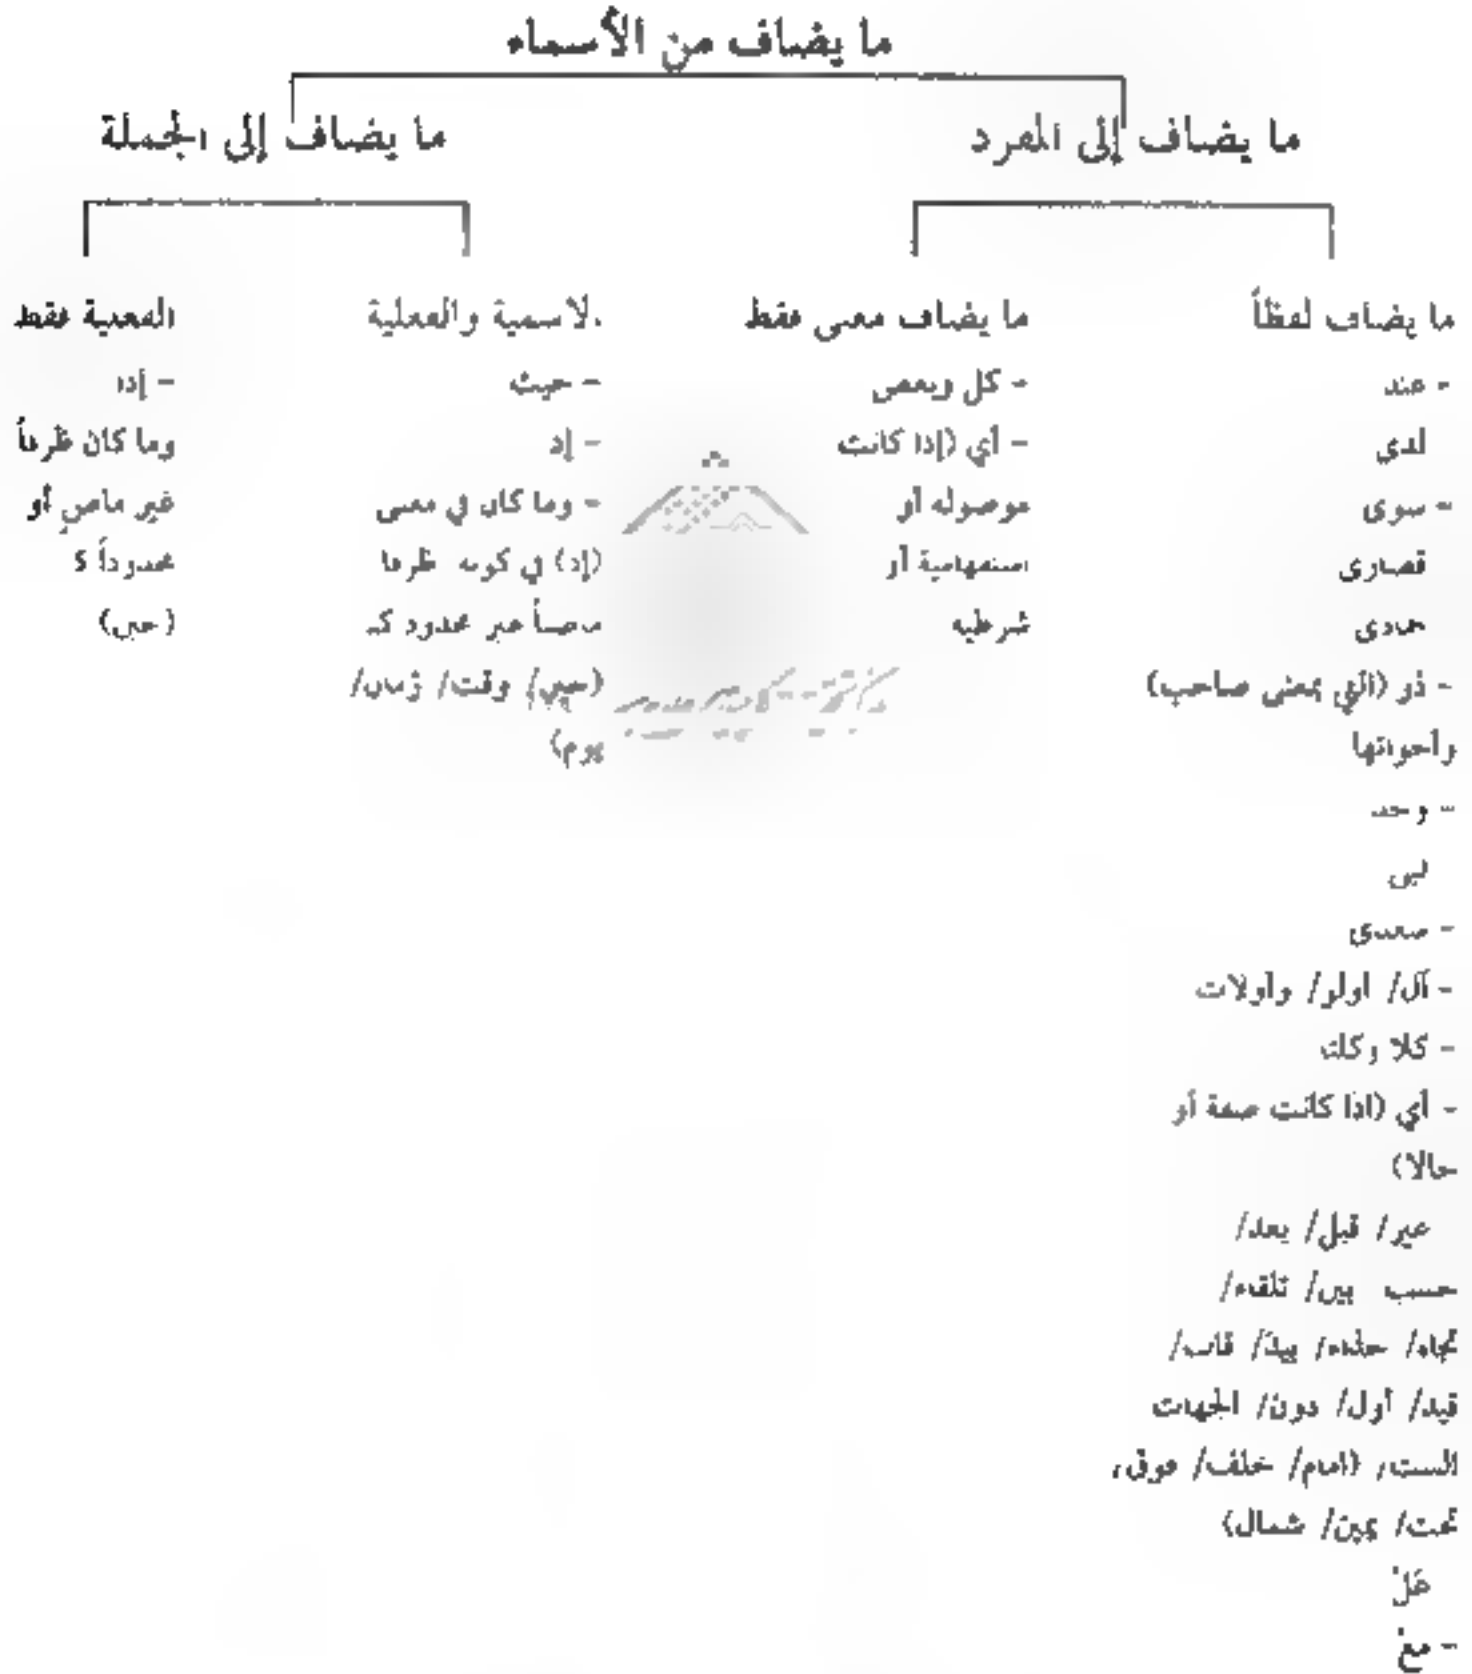 ما يضاف من الأسماء
ما يضاف إلى المفرد
ما يضاف إلى الجملة
ما يضاف لفظاً
- عند
لدى
- سوى
قصارى
حمادى
- ذو (التي بمعنى صاحب)
وأخواتها
- وحد
لبى
- سعدى
- آل/ أولو/ وأولات
- كلا وكلتا
- أي (اذا كانت صفة أو
حالا)
غير/ قبل/ بعد/
حسب بين/ تلقاء/
تجاه/ حذاء/ بيد/ قاب/
قيد/ أول/ دون/ الجهات
الست، (امام/ خلف/ فوق،
تحت/ يمين/ شمال)
عَلُ
- مع
ما يضاف معنى فقط
- كل وبعض
- أي (إذا كانت
موصولة أو
استفهامية أو
شرطية
الاسمية والفعلية
- حيث
- إذ
- وما كان في معنى
(إذ) في كونه ظرفا
ماضياً غير محدود كـ
(حين/ وقت/ زمان/
يوم)
الفعلية فقط
- إذا
وما كان ظرفاً
غير ماضٍ أو
محدوداً كـ
(حين)